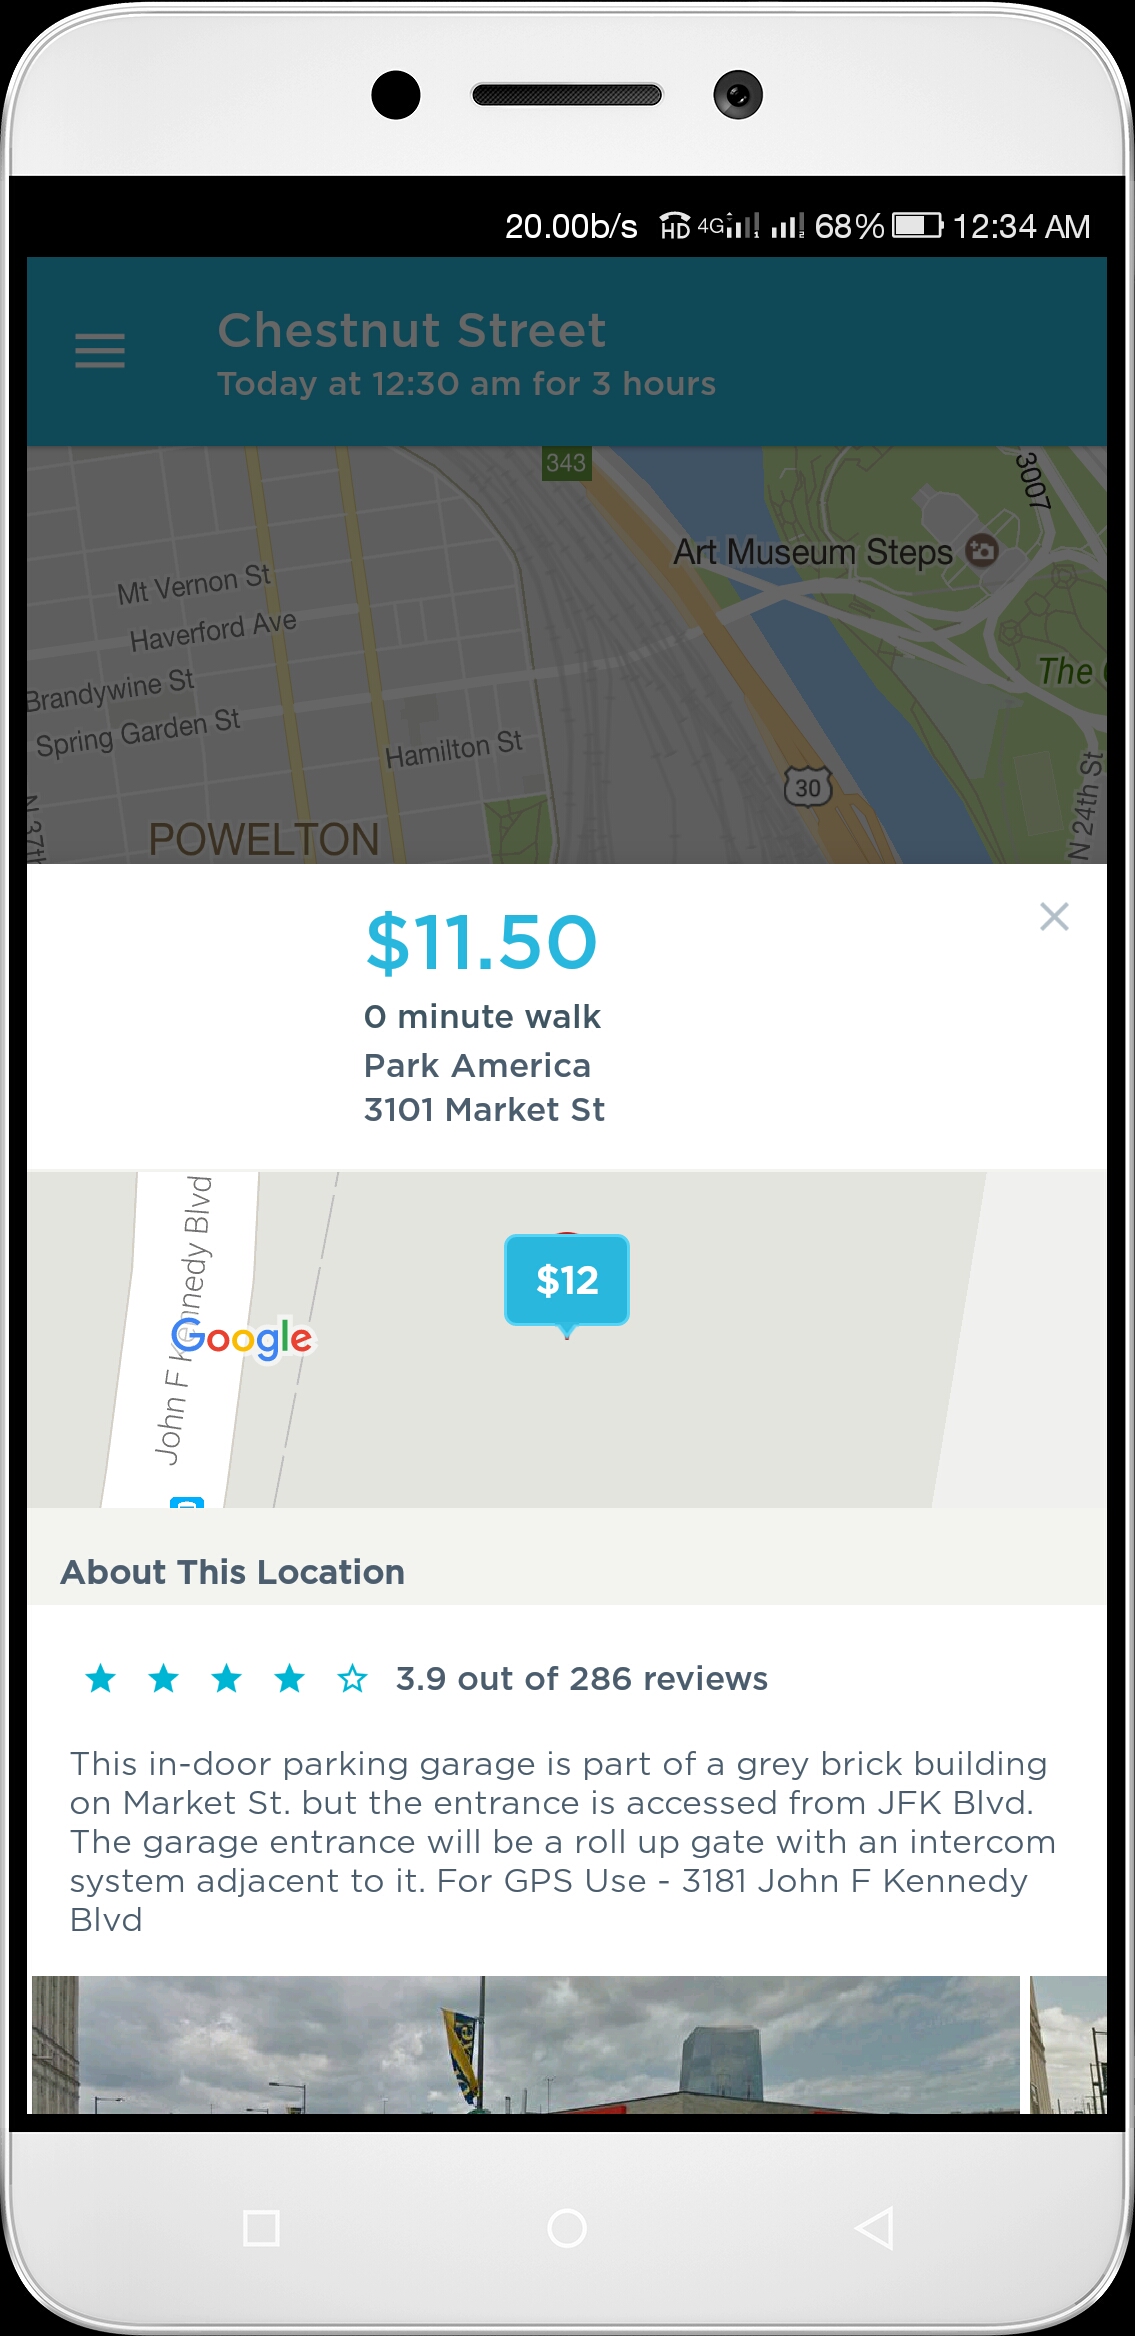 20.00b/s HD 4G 1 2 68% 12:34 AM
Chestnut Street
Today at 12:30 am for 3 hours
343
3007
Art Museum Steps
Mt Vernon St
Haverford Ave
Brandywine St
The
Spring Garden St
Hamilton St
30
N 24th St
N 37th
POWELTON
$11.50
0 minute walk
Park America
3101 Market St
John F Kennedy Blvd
$12
Google
About This Location
3.9 out of 286 reviews
This in-door parking garage is part of a grey brick building
on Market St. but the entrance is accessed from JFK Blvd.
The garage entrance will be a roll up gate with an intercom
system adjacent to it. For GPS Use - 3181 John F Kennedy
Blvd